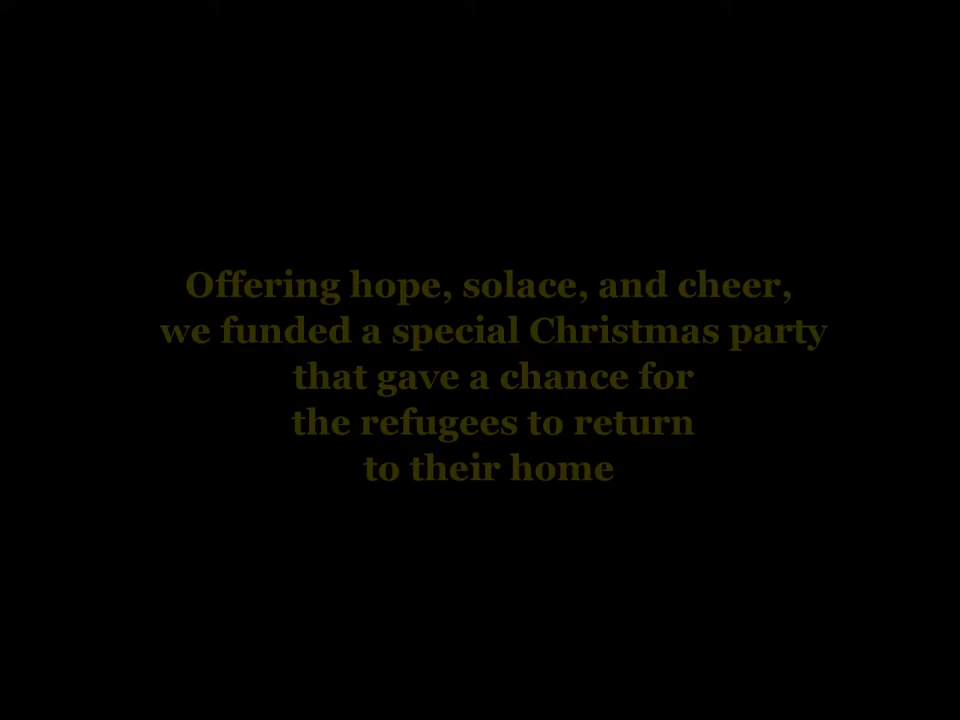 Offering hope, solace, and cheer,
we funded a special Christmas party
that gave a chance for
the refugees to return
to their home